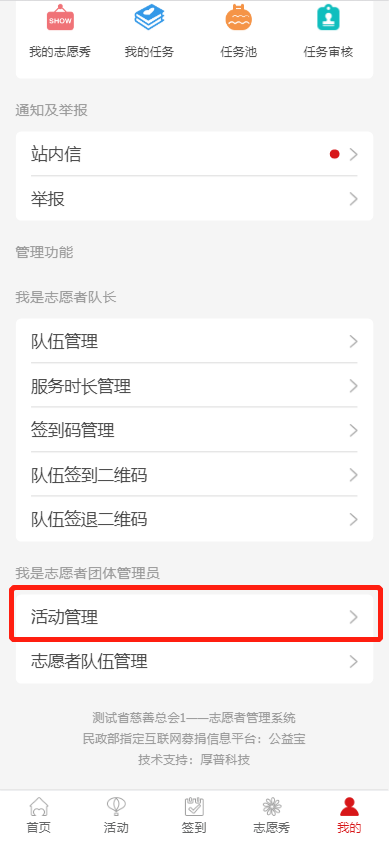 SHOW
我的志愿秀 我的任务 任务池 任务审核
通知及举报
站内信
举报
管理功能
我是志愿者队长
队伍管理
服务时长管理
签到码管理
队伍签到二维码
队伍签退二维码
我是志愿者团体管理员
活动管理
志愿者队伍管理
测试省慈善总会1——志愿者管理系统
民政部指定互联网募捐信息平台：公益宝
技术支持：厚普科技
首页 活动 签到 志愿秀 我的